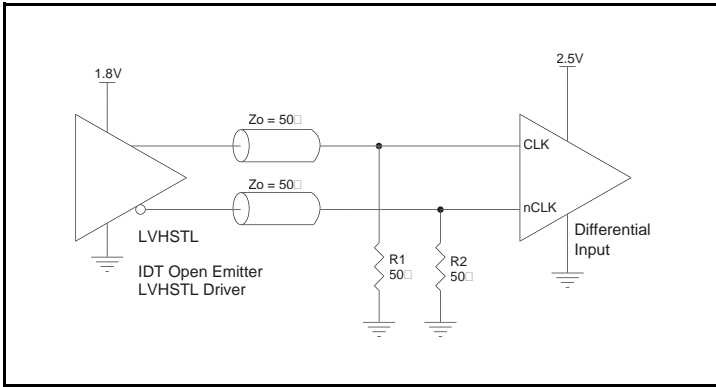 1.8V
2.5V
Zo = 50□
CLK
Zo = 50□
nCLK
LVHSTL
Differential
Input
IDT Open Emitter
LVHSTL Driver
R1
50□
R2
50□